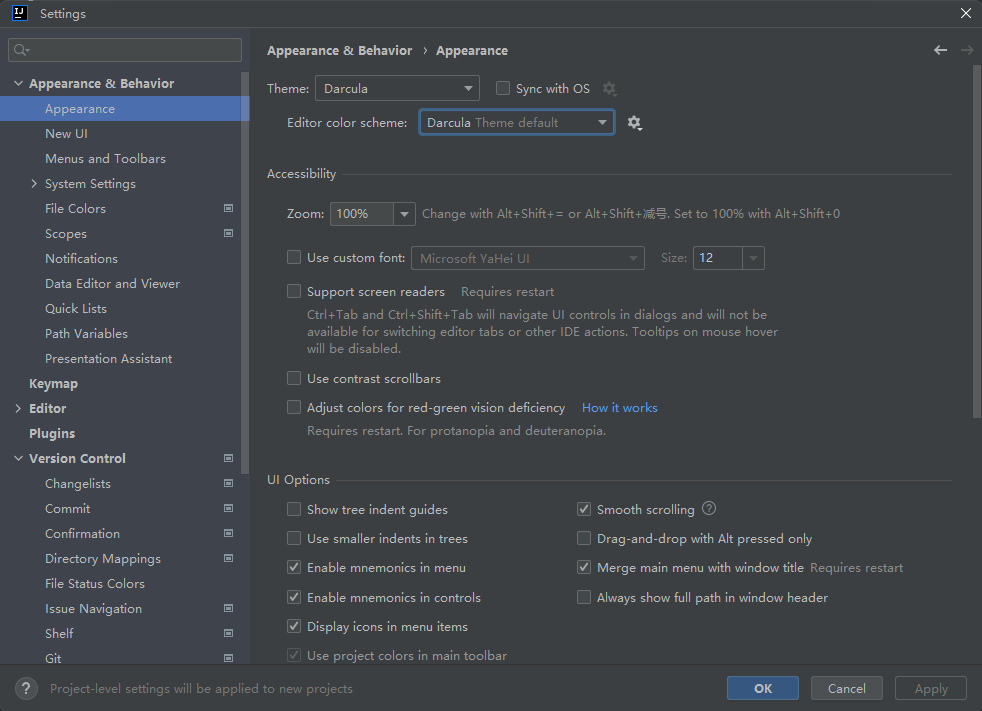 IJ Settings
Appearance & Behavior › Appearance
Appearance & Behavior
Appearance
New UI
Menus and Toolbars
System Settings
File Colors
Scopes
Notifications
Data Editor and Viewer
Quick Lists
Path Variables
Presentation Assistant
Keymap
Editor
Plugins
Version Control
Changelists
Commit
Confirmation
Directory Mappings
File Status Colors
Issue Navigation
Shelf
Git
Theme: Darcula Sync with OS
Editor color scheme: Darcula Theme default
Accessibility
Zoom: 100% Change with Alt+Shift+= or Alt+Shift+减号. Set to 100% with Alt+Shift+0
Use custom font: Microsoft YaHei UI Size: 12
Support screen readers Requires restart
Ctrl+Tab and Ctrl+Shift+Tab will navigate UI controls in dialogs and will not be
available for switching editor tabs or other IDE actions. Tooltips on mouse hover
will be disabled.
Use contrast scrollbars
Adjust colors for red-green vision deficiency How it works
Requires restart. For protanopia and deuteranopia.
UI Options
Show tree indent guides Smooth scrolling ?
Use smaller indents in trees Drag-and-drop with Alt pressed only
Enable mnemonics in menu Merge main menu with window title Requires restart
Enable mnemonics in controls Always show full path in window header
Display icons in menu items
Use project colors in main toolbar
? Project-level settings will be applied to new projects OK Cancel Apply